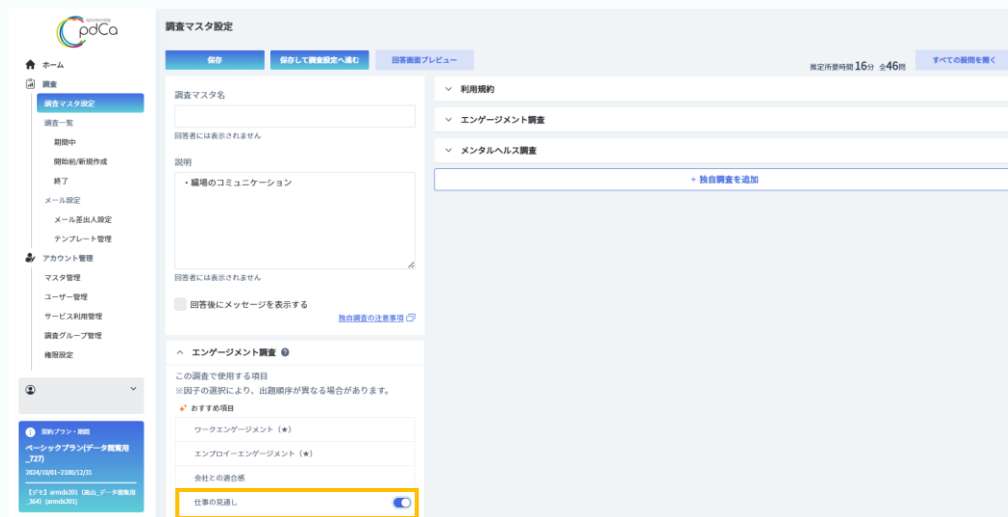 pdCa
ホーム
調査
調査マスタ設定
調査一覧
期間中
開始前/新規作成
終了
メール設定
メール差出人設定
テンプレート管理
アカウント管理
マスタ管理
ユーザー管理
サービス利用管理
調査グループ管理
権限設定
契約プラン・期間
ベーシックプラン(データ閲覧用
_727)
2024/10/01~2100/12/31
調査マスタ設定
保存
保存して調査設定へ進む
回答画面プレビュー
推定所要時間 16分 全46問
すべての設問を開く
調査マスタ名
回答者には表示されません
説明
・職場のコミュニケーション
回答者には表示されません
回答後にメッセージを表示する
独自調査の注意事項
エンゲージメント調査
この調査で使用する項目
※因子の選択により、出題順序が異なる場合があります。
おすすめ項目
ワークエンゲージメント（★）
エンプロイーエンゲージメント（★）
会社との適合感
仕事の見通し
利用規約
エンゲージメント調査
メンタルヘルス調査
+ 独自調査を追加